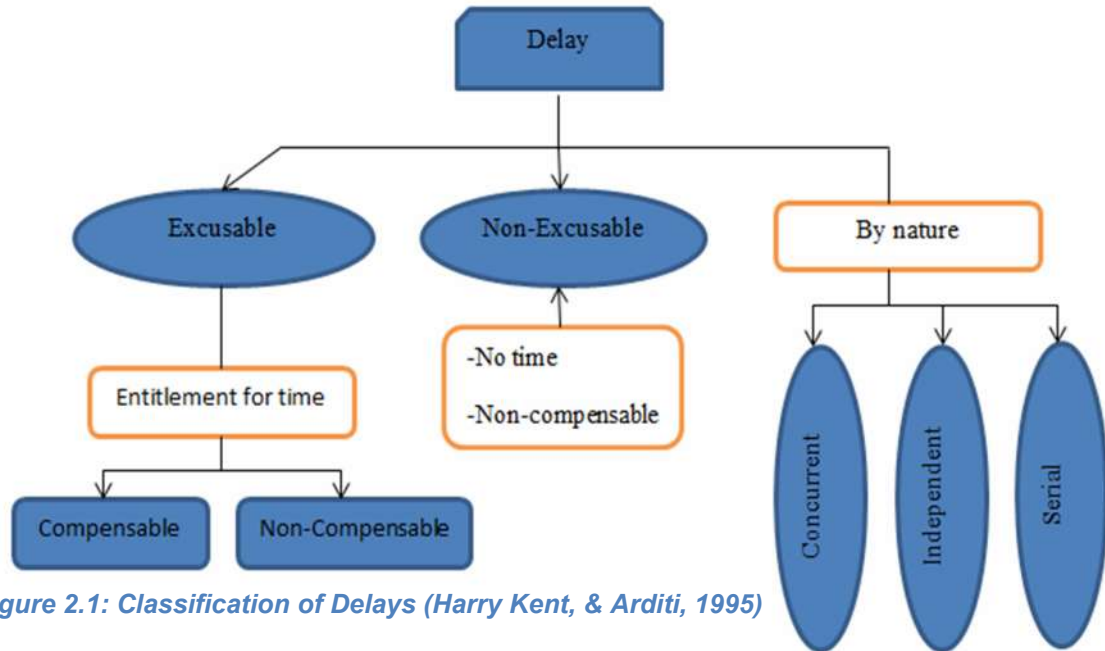 Delay
Excusable
Non-Excusable
By nature
-No time
-Non-compensable
Entitlement for time
Compensable
Non-Compensable
Concurrent
Independent
Serial
gure 2.1: Classification of Delays (Harry Kent, & Arditi, 1995)